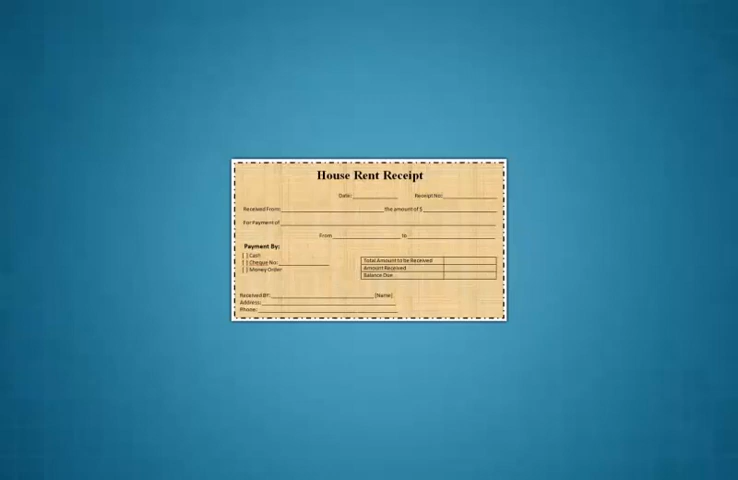 House Rent Receipt
Date: Receipt No:
Received From: the amount of $
For Payment of
From to
Payment By:
[ ] Cash
[ ] Cheque No:
[ ] Money Order
Total Amount to be Received
Amount Received
Balance Due
Received BY: [Name]
Address:
Phone: